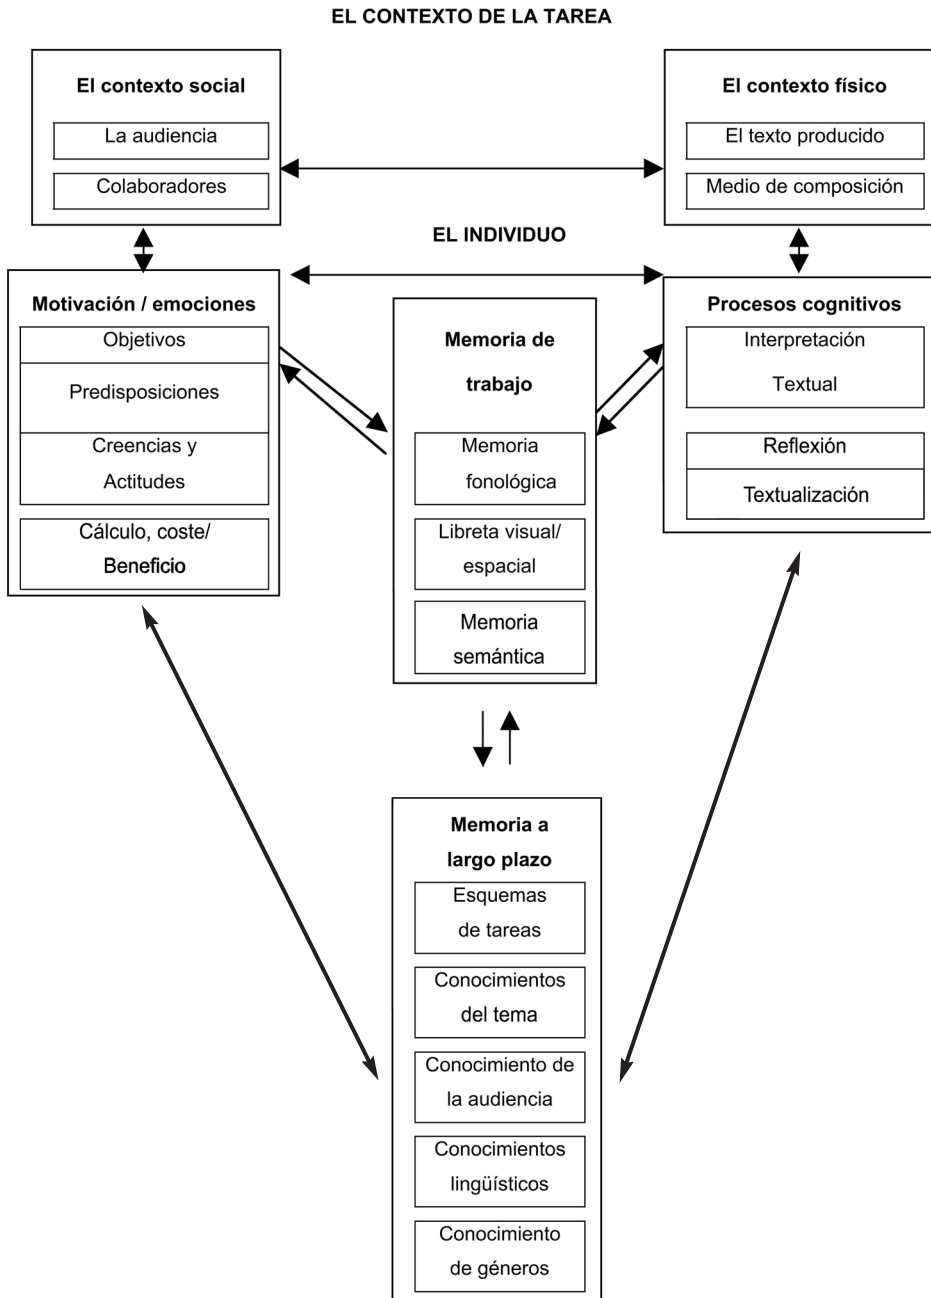 EL CONTEXTO DE LA TAREA
El contexto social
La audiencia
Colaboradores
El contexto físico
El texto producido
Medio de composición
EL INDIVIDUO
Motivación / emociones
Objetivos
Predisposiciones
Creencias y
Actitudes
Cálculo, coste/
Beneficio
Memoria de
trabajo
Memoria
fonológica
Libreta visual/
espacial
Memoria
semántica
Procesos cognitivos
Interpretación
Textual
Reflexión
Textualización
Memoria a
largo plazo
Esquemas
de tareas
Conocimientos
del tema
Conocimiento de
la audiencia
Conocimientos
lingüísticos
Conocimiento
de géneros